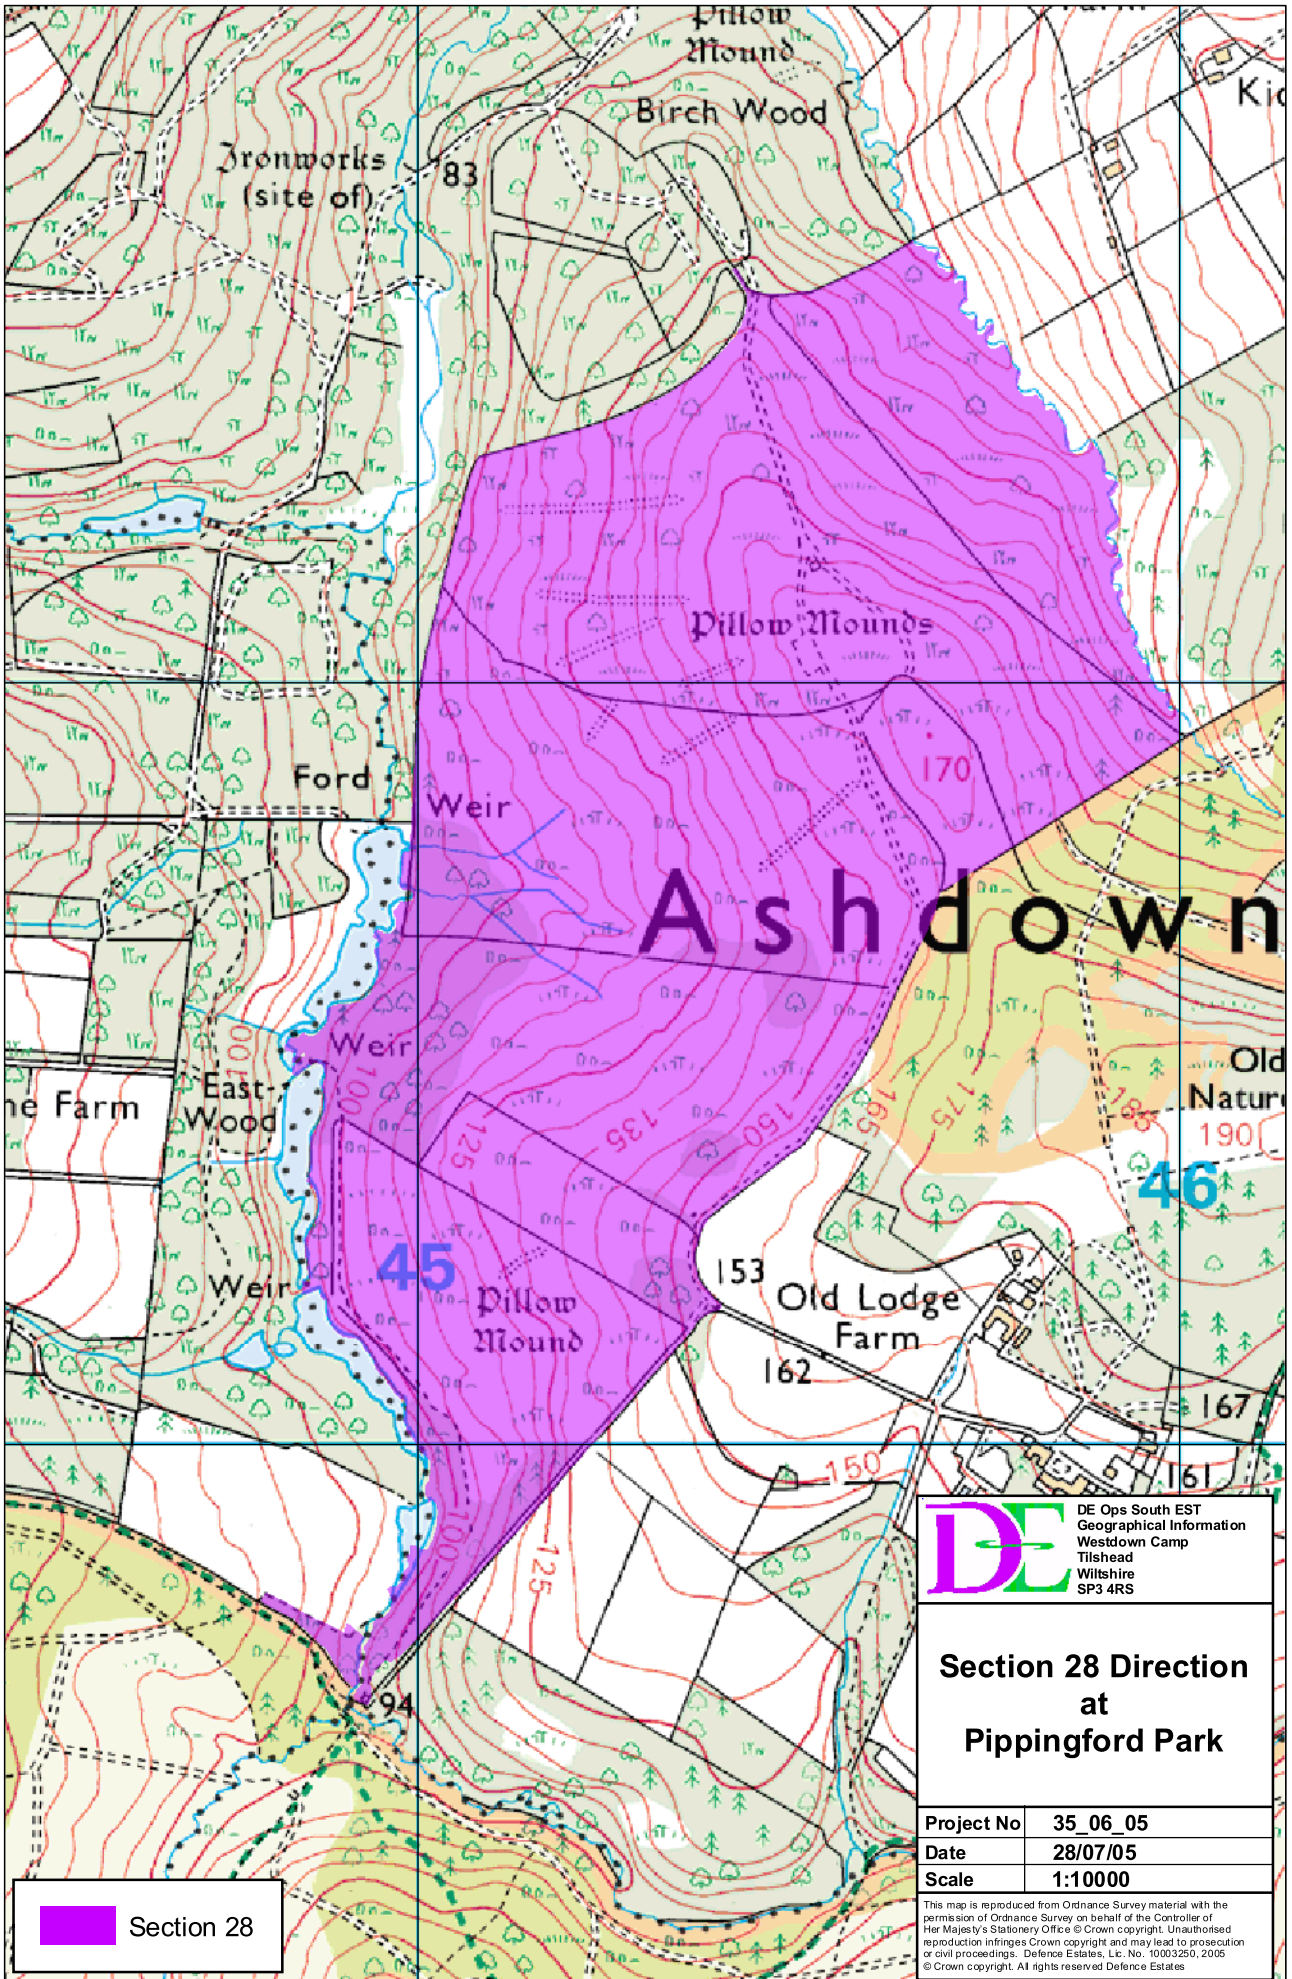 Pillow
Mound
Birch Wood
Ironworks
(site of)
83
Pillow Mounds
170
Ford
Weir
Ashdown
Weir
100
100
East
Wood
ne Farm
125
135
150
165
175
185
Old
Nature
190
46
45
Weir
Pillow
Mound
153
Old Lodge
Farm
162
167
150
161
125
100
94
DE
DE Ops South EST
Geographical Information
Westdown Camp
Tilshead
Wiltshire
SP3 4RS
Section 28 Direction
at
Pippingford Park
Project No 35_06_05
Date 28/07/05
Scale 1:10000
This map is reproduced from Ordnance Survey material with the
permission of Ordnance Survey on behalf of the Controller of
Her Majesty's Stationery Office © Crown copyright. Unauthorised
reproduction infringes Crown copyright and may lead to prosecution
or civil proceedings. Defence Estates, Lic. No. 10003250, 2005
© Crown copyright. All rights reserved Defence Estates
Section 28